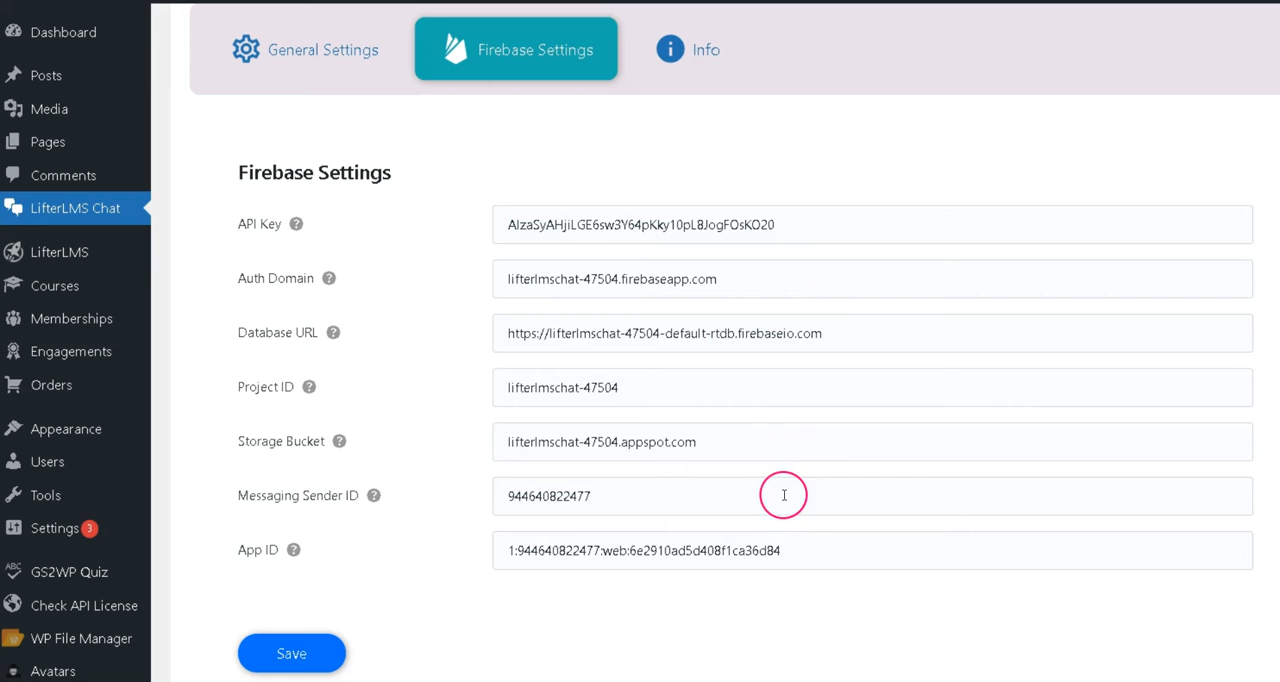 Dashboard
Posts
Media
Pages
Comments
LifterLMS Chat
LifterLMS
Courses
Memberships
Engagements
Orders
Appearance
Users
Tools
Settings 3
ABC GS2WP Quiz
Check API License
WP File Manager
Avatars
General Settings
Firebase Settings
i Info
Firebase Settings
API Key ?
AIzaSyAHjiLGE6sw3Y64pKky10pL8JogFOsKO20
Auth Domain ?
lifterlmschat-47504.firebaseapp.com
Database URL ?
https://lifterlmschat-47504-default-rtdb.firebaseio.com
Project ID ?
lifterlmschat-47504
Storage Bucket ?
lifterlmschat-47504.appspot.com
Messaging Sender ID ?
944640822477
App ID ?
1:944640822477:web:6e2910ad5d408f1ca36d84
Save